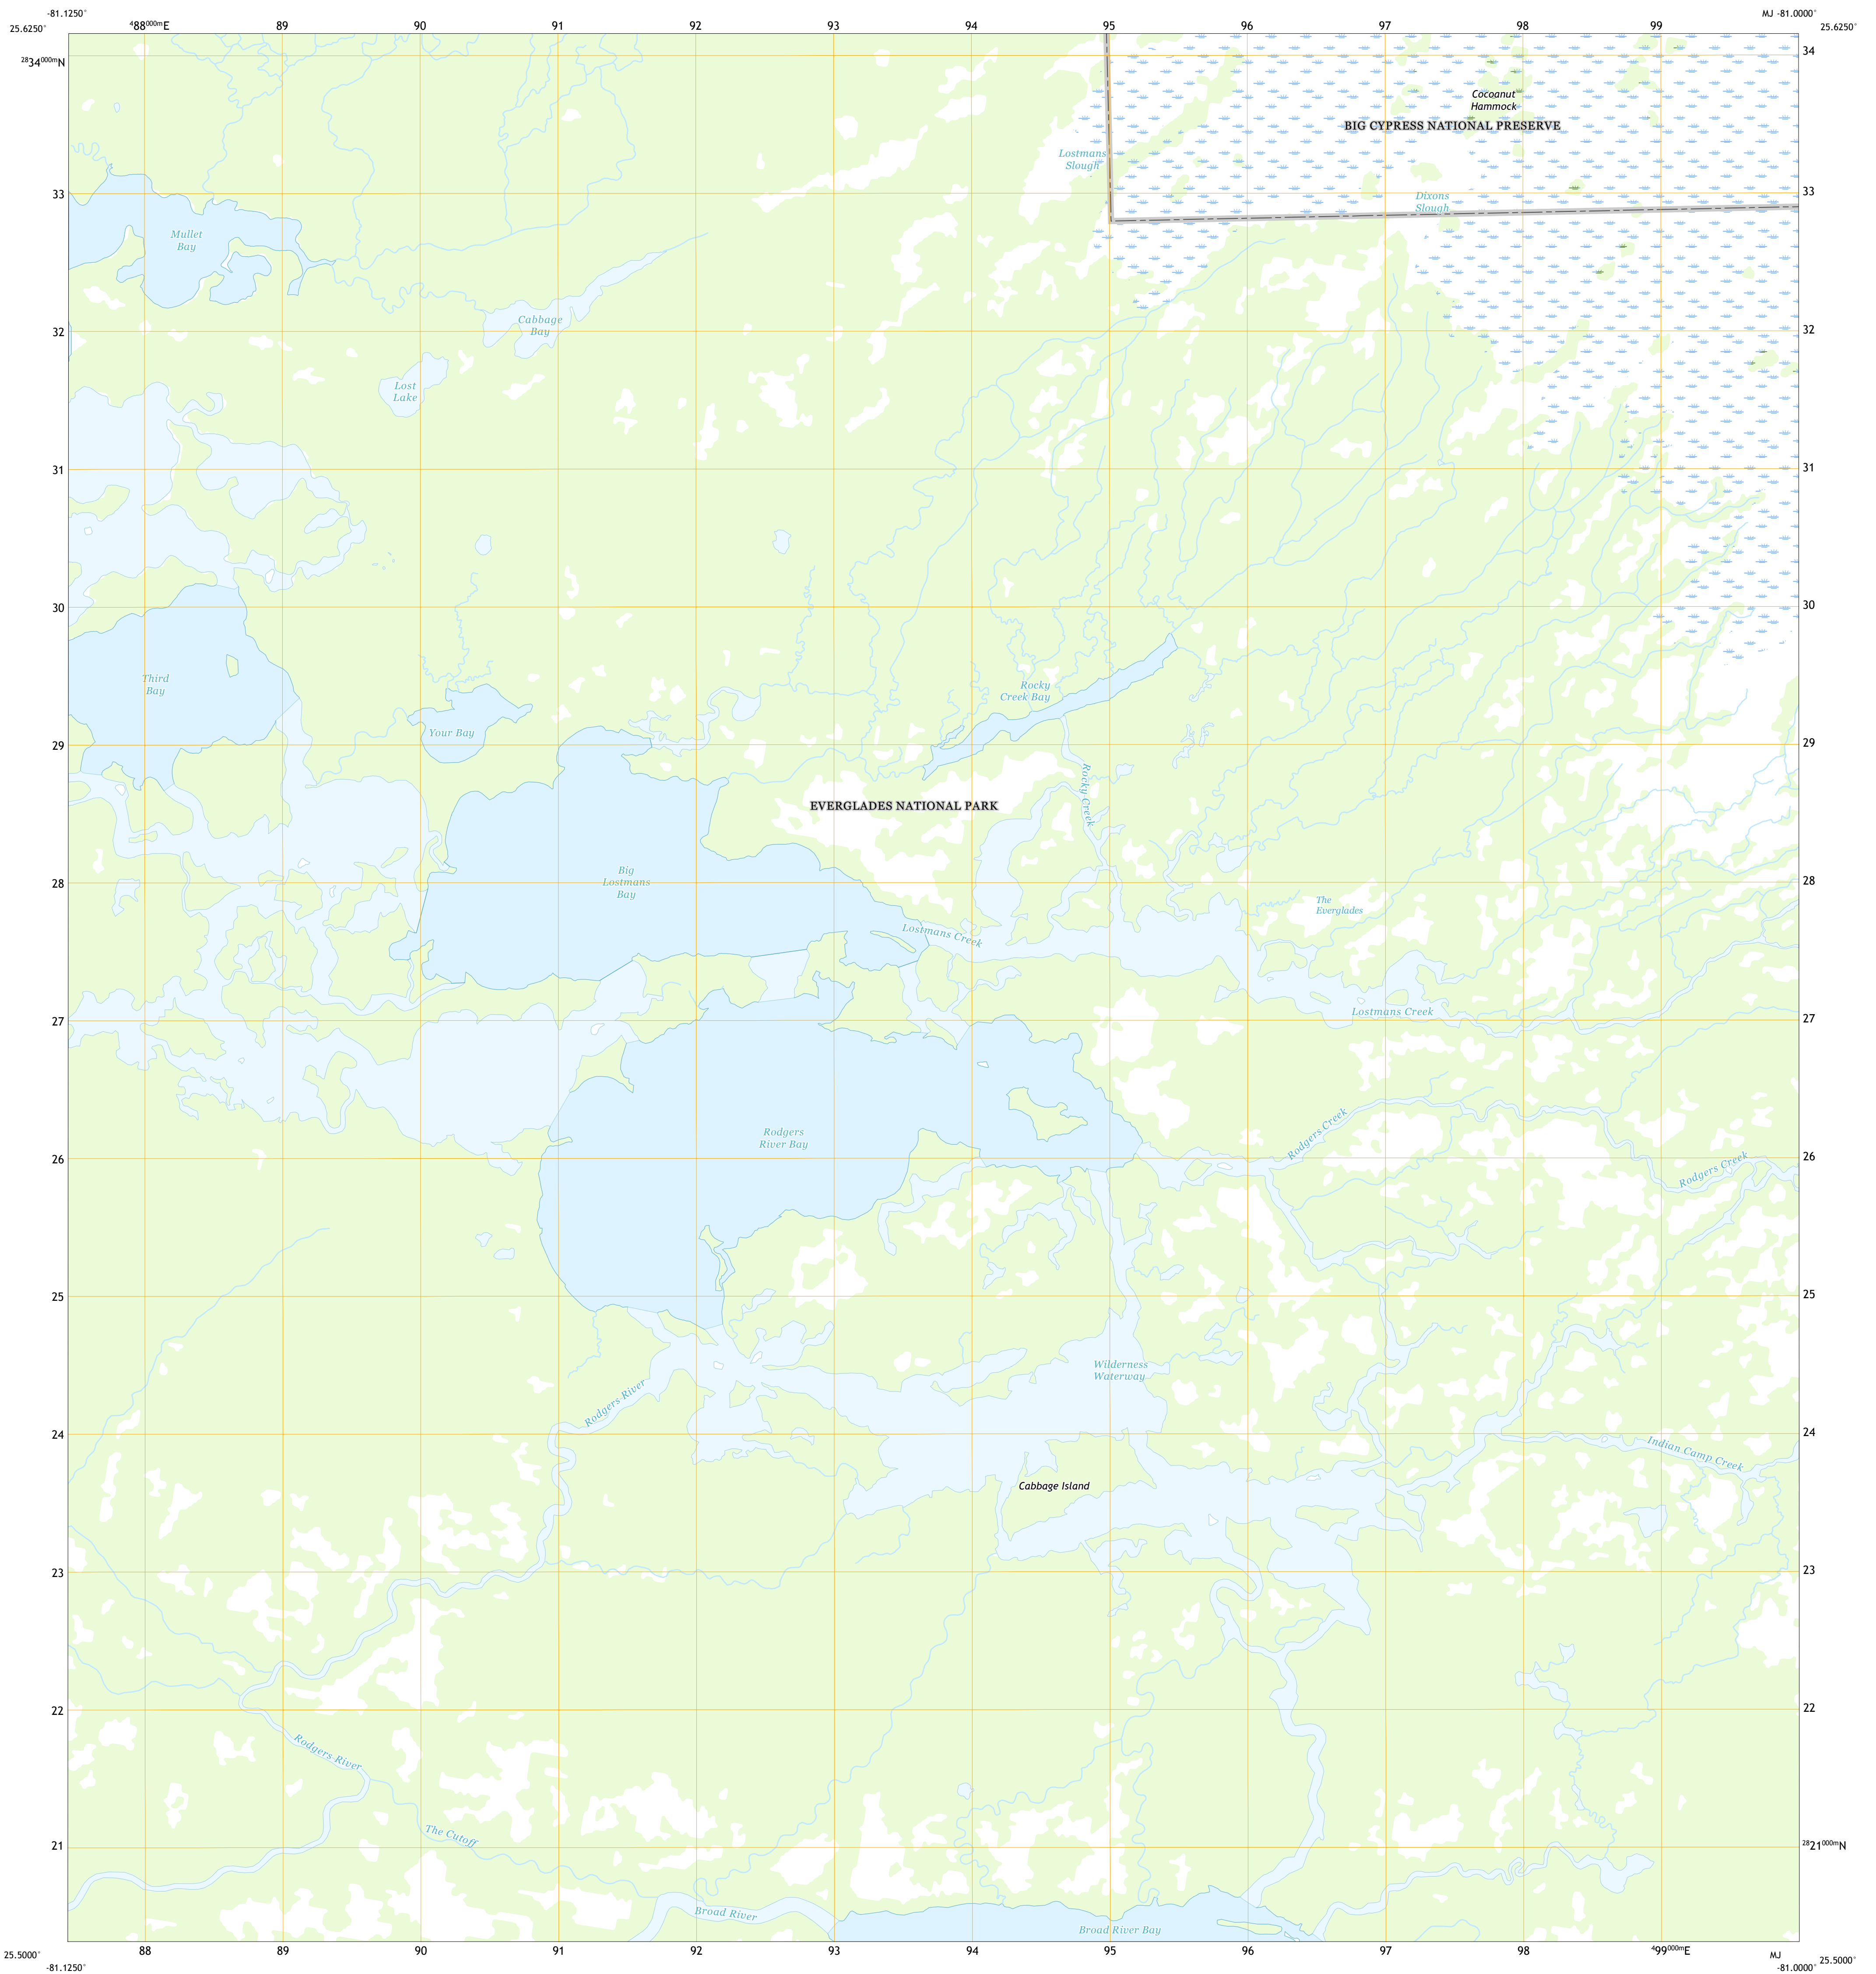 -81.1250°
⁴88⁰⁰⁰ᵐE 89 90 91 92 93 94 95 96 97 98 99
MJ -81.0000°
25.6250°
25.6250°
²⁸34⁰⁰⁰ᵐN
34
Cocoanut
Hammock
BIG CYPRESS NATIONAL PRESERVE
Lostmans
Slough
33
33
Dixons
Slough
Mullet
Bay
Cabbage
Bay
32
32
Lost
Lake
31
31
30
30
Third
Bay
Rocky
Creek Bay
Your Bay
29
29
Rocky Creek
EVERGLADES NATIONAL PARK
Big
Lostmans
Bay
28
28
The
Everglades
Lostmans Creek
Lostmans Creek
27
27
Rodgers
River Bay
Rodgers Creek
26
26
Rodgers Creek
25
25
Wilderness
Waterway
Rodgers River
24
24
Indian Camp Creek
Cabbage Island
23
23
22
22
Rodgers River
The Cutoff
21
²⁸21⁰⁰⁰ᵐN
Broad River
Broad River Bay
25.5000°
88 89 90 91 92 93 94 95 96 97 98 ⁴99⁰⁰⁰ᵐE
MJ
25.5000°
-81.1250°
-81.0000°